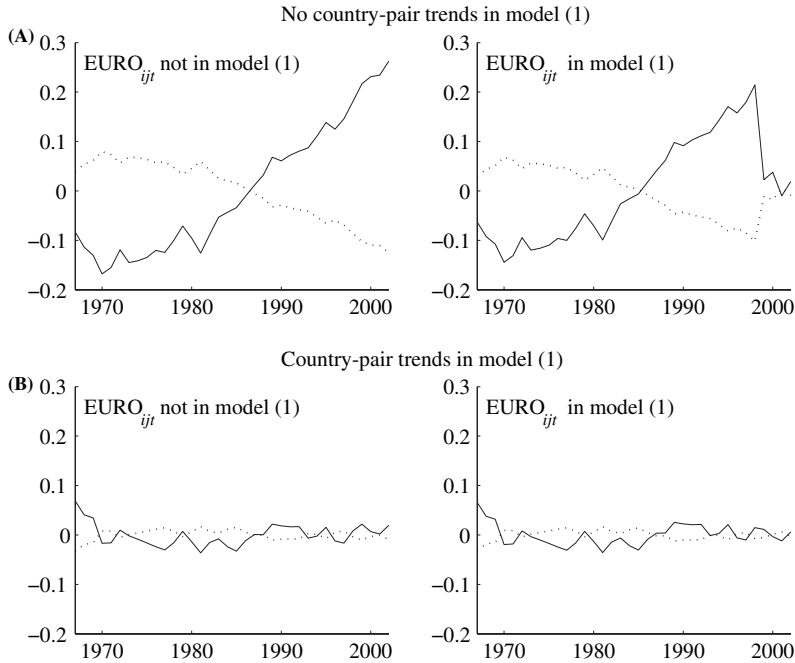 No country-pair trends in model (1)
(A)
EURO_ijt not in model (1)
0.3
0.2
0.1
0
−0.1
−0.2
1970 1980 1990 2000
EURO_ijt in model (1)
0.3
0.2
0.1
0
−0.1
−0.2
1970 1980 1990 2000
Country-pair trends in model (1)
(B)
EURO_ijt not in model (1)
0.3
0.2
0.1
0
−0.1
−0.2
1970 1980 1990 2000
EURO_ijt in model (1)
0.3
0.2
0.1
0
−0.1
−0.2
1970 1980 1990 2000